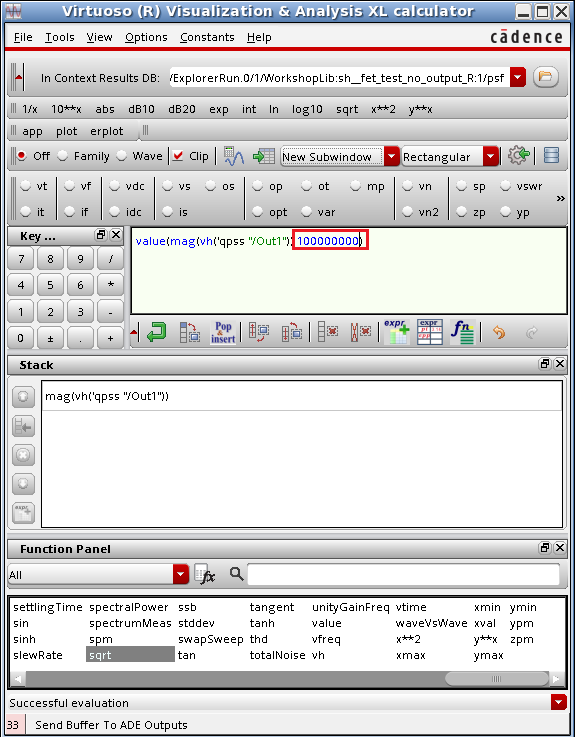 Virtuoso (R) Visualization & Analysis XL calculator
File Tools View Options Constants Help cādence
In Context Results DB: /ExplorerRun.0/1/WorkshopLib:sh__fet_test_no_output_R:1/psf
1/x 10**x abs dB10 dB20 exp int ln log10 sqrt x**2 y**x
app plot erplot
Off Family Wave Clip New Subwindow Rectangular
vt vf vdc vs os op ot mp vn sp vswr »
it if idc is opt var vn2 zp yp
Key ...
7 8 9 /
4 5 6 *
1 2 3 -
0 ± . +
value(mag(vh('qpss "/Out1")) 100000000)
Pop & insert expr expr fn
Stack
mag(vh('qpss "/Out1"))
expr
Function Panel
All fx
settlingTime spectralPower ssb tangent unityGainFreq vtime xmin ymin
sin spectrumMeas stddev tanh value waveVsWave xval ypm
sinh spm swapSweep thd vfreq x**2 y**x zpm
slewRate sqrt tan totalNoise vh xmax ymax
Successful evaluation
33 Send Buffer To ADE Outputs